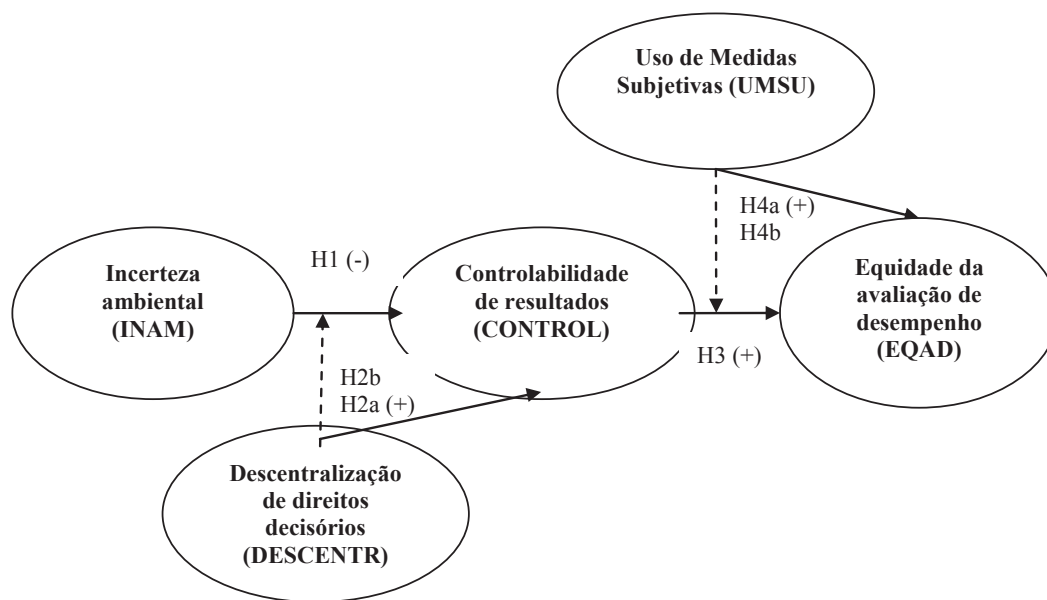 Uso de Medidas
Subjetivas (UMSU)
H4a (+)
H4b
Incerteza
ambiental
(INAM)
H1 (-)
Controlabilidade
de resultados
(CONTROL)
H3 (+)
Equidade da
avaliação de
desempenho
(EQAD)
H2b
H2a (+)
Descentralização
de direitos
decisórios
(DESCENTR)